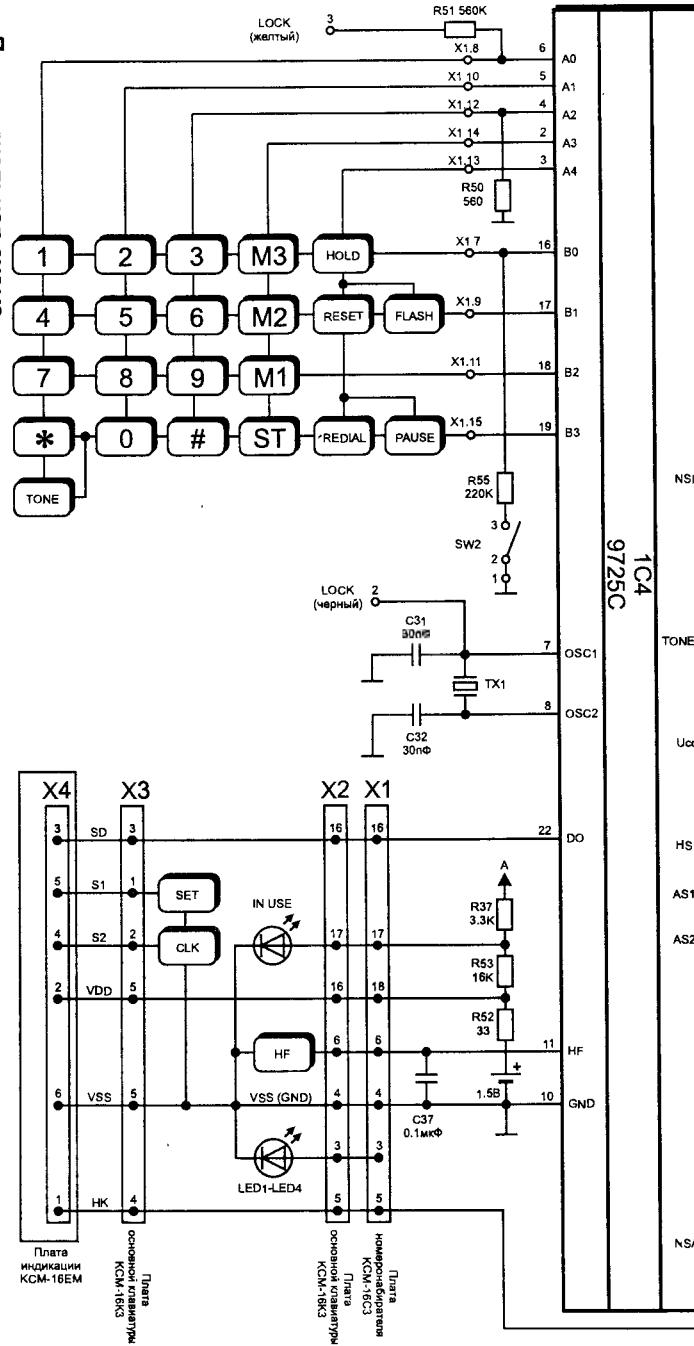 R51 560K
LOCK 3
(желтый)
X1.8 6 A0
X1.10 5 A1
X1.12 4 A2
X1.14 2 A3
X1.13 3 A4
R50
560
1 2 3 M3 HOLD X1.7 16 B0
4 5 6 M2 RESET FLASH X1.9 17 B1
7 8 9 M1 X1.11 18 B2
* 0 # ST REDIAL PAUSE X1.15 19 B3
TONE
R55
220K
3
SW2
2
1
1C4
9725C
NSI
TONE
Ucc
HS
AS1
AS2
NSA
LOCK 2
(черный)
C31
30пФ
7 OSC1
TX1
8 OSC2
C32
30пФ
X4 X3 X2 X1
3 SD 3 16 16 22 DO
A
5 S1 1 SET
IN USE
R37
3.3K
4 S2 2 CLK 17 17
R53
16K
2 VDD 5 16 18
R52
33
HF 6 6 11 HF
+
1.5В
6 VSS 5 VSS (GND) 4 4 10 GND
C37
0.1мкФ
3 3
LED1-LED4
1 HK 4 5 5
Плата
индикации
КСМ-16ЕМ
Плата
основной клавиатуры
КСМ-16К3
Плата
основной клавиатуры
КСМ-16К3
Плата
номеронабирателя
КСМ-16С3